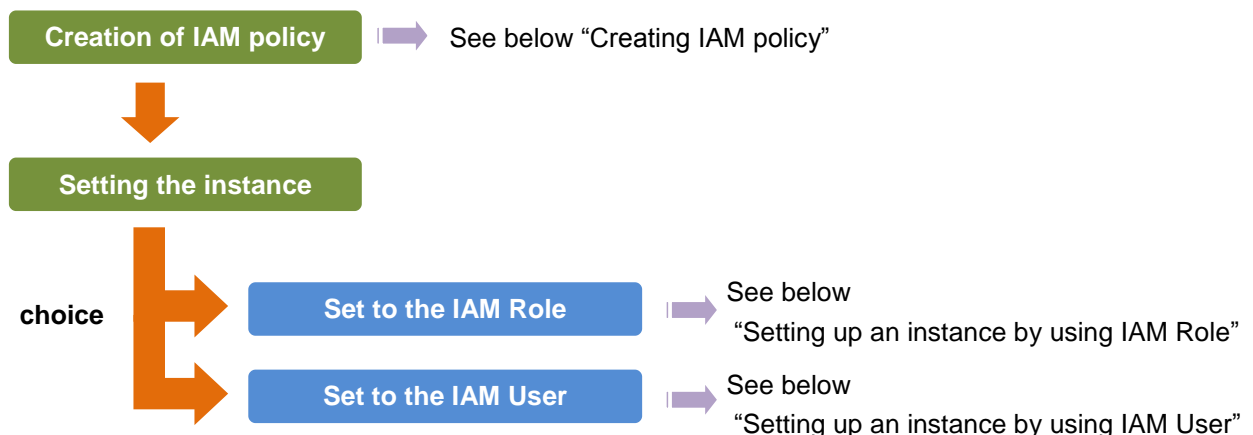 Creation of IAM policy
See below “Creating IAM policy”
Setting the instance
choice
Set to the IAM Role
See below
“Setting up an instance by using IAM Role”
Set to the IAM User
See below
“Setting up an instance by using IAM User”